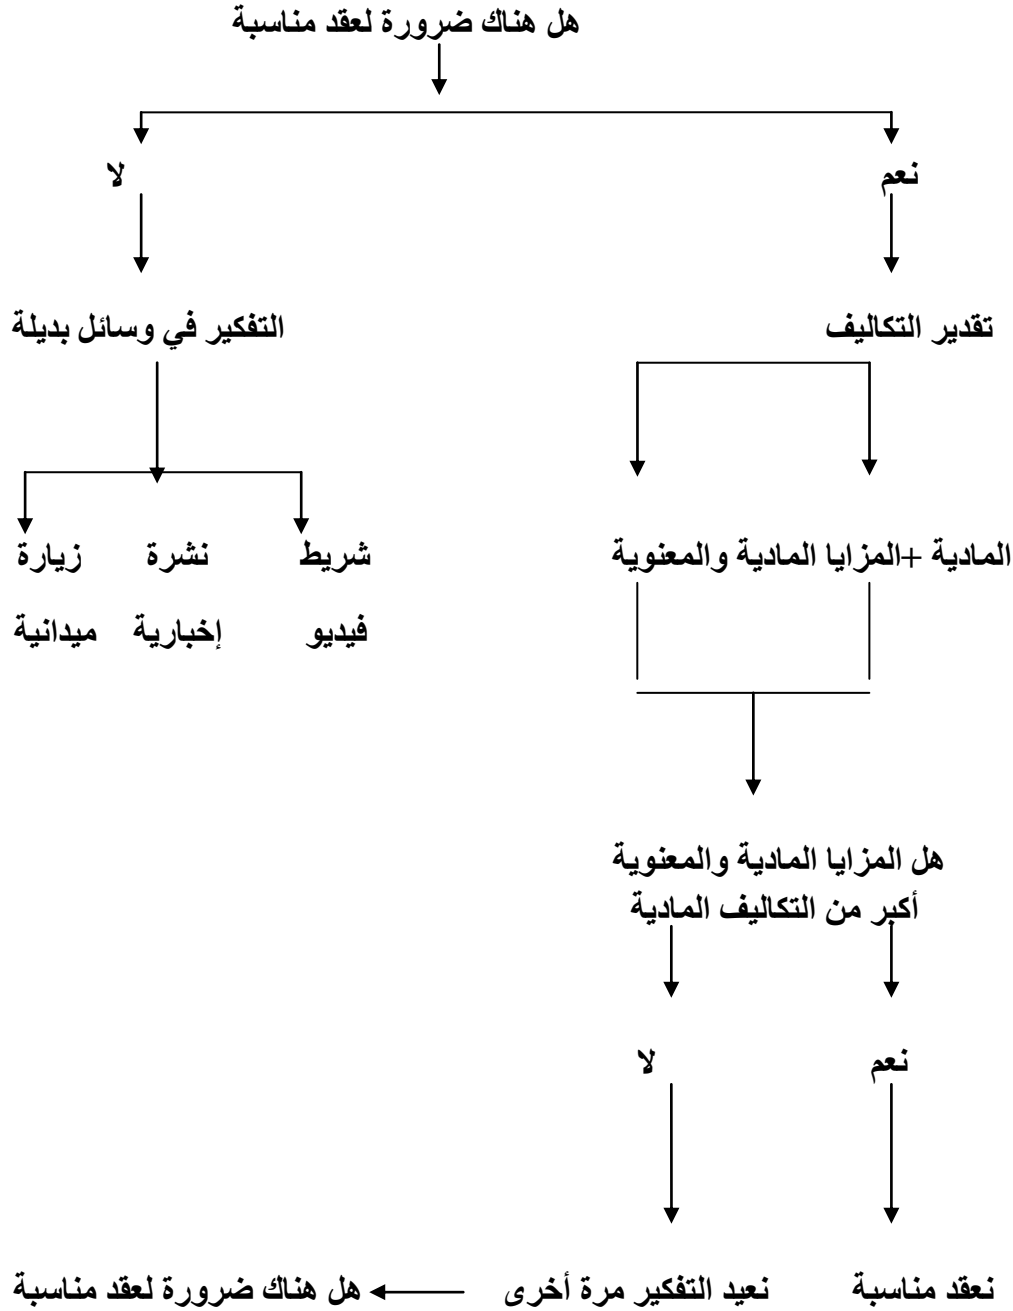 هل هناك ضرورة لعقد مناسبة
نعم
لا
تقدير التكاليف
التفكير في وسائل بديلة
المادية +المزايا المادية والمعنوية
شريط نشرة زيارة
فيديو إخبارية ميدانية
هل المزايا المادية والمعنوية
أكبر من التكاليف المادية
نعم
لا
نعقد مناسبة
نعيد التفكير مرة أخرى
هل هناك ضرورة لعقد مناسبة